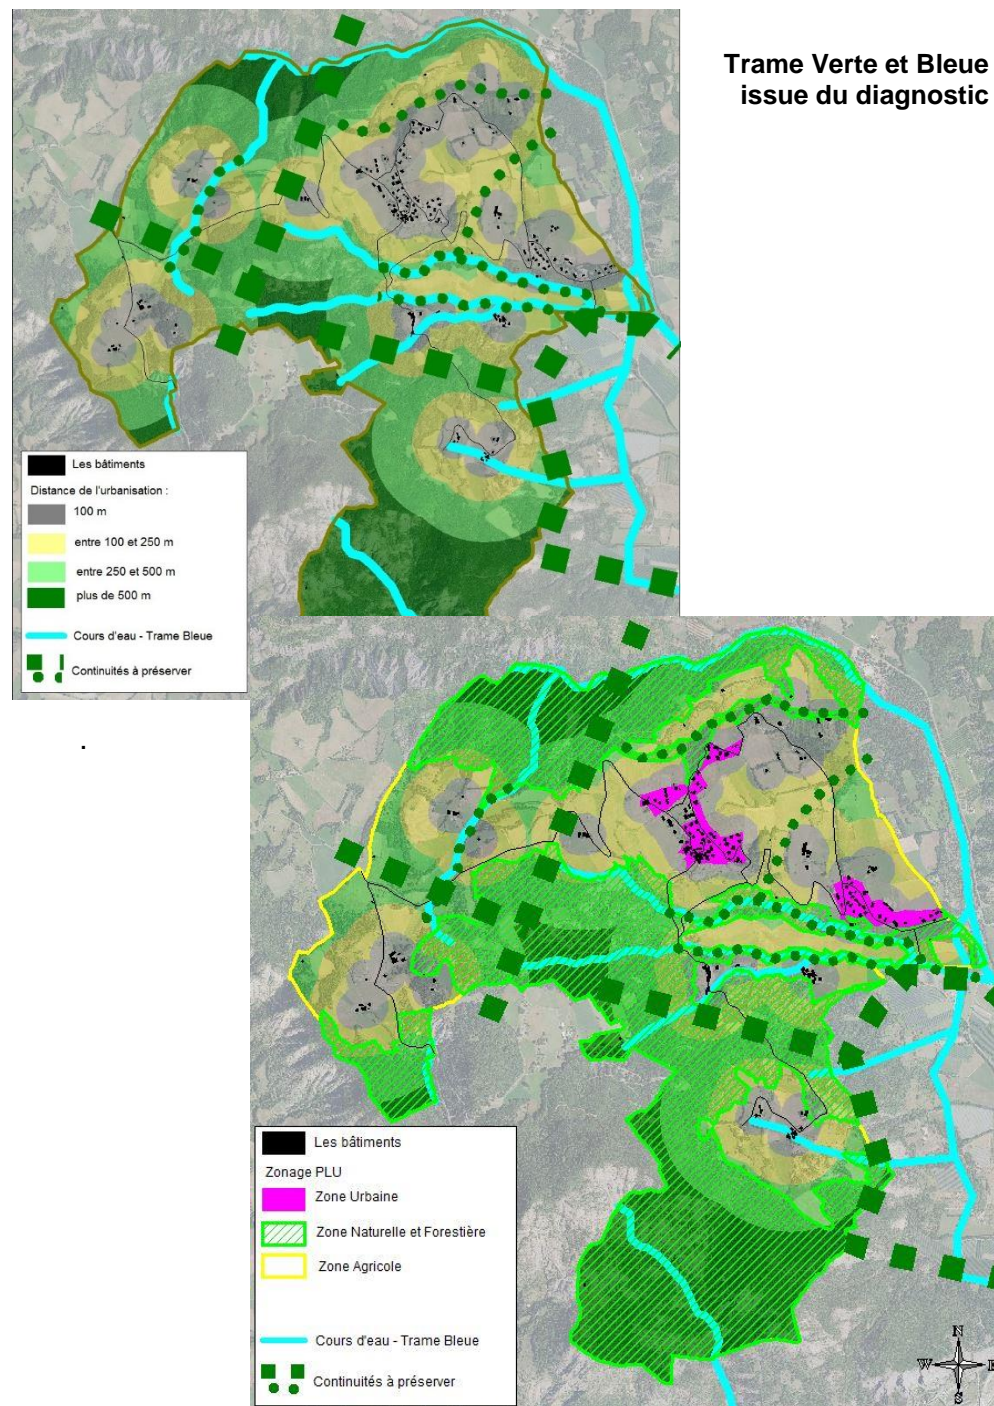 Trame Verte et Bleue
issue du diagnostic
Les bâtiments
Distance de l'urbanisation :
100 m
entre 100 et 250 m
entre 250 et 500 m
plus de 500 m
Cours d'eau - Trame Bleue
Continuités à préserver
.
Les bâtiments
Zonage PLU
Zone Urbaine
Zone Naturelle et Forestière
Zone Agricole
Cours d'eau - Trame Bleue
Continuités à préserver
N
W
E
S